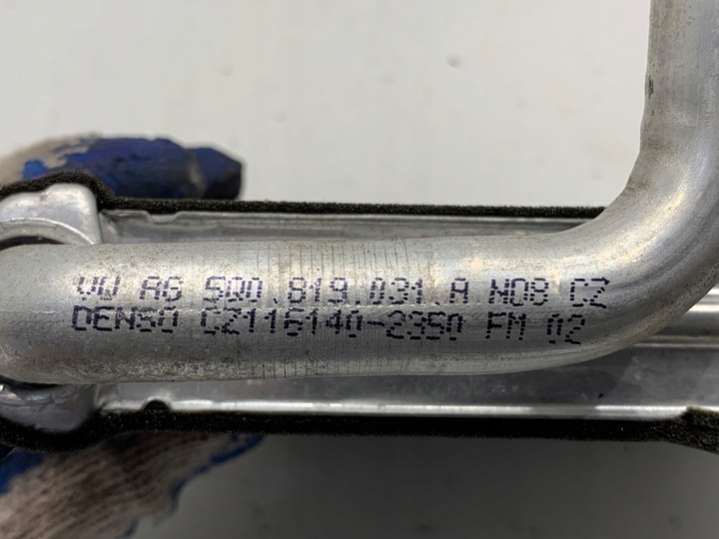 VW AG 5Q0.819.031.A N08 CZ
DENSO CZ116140-2350 FM 02